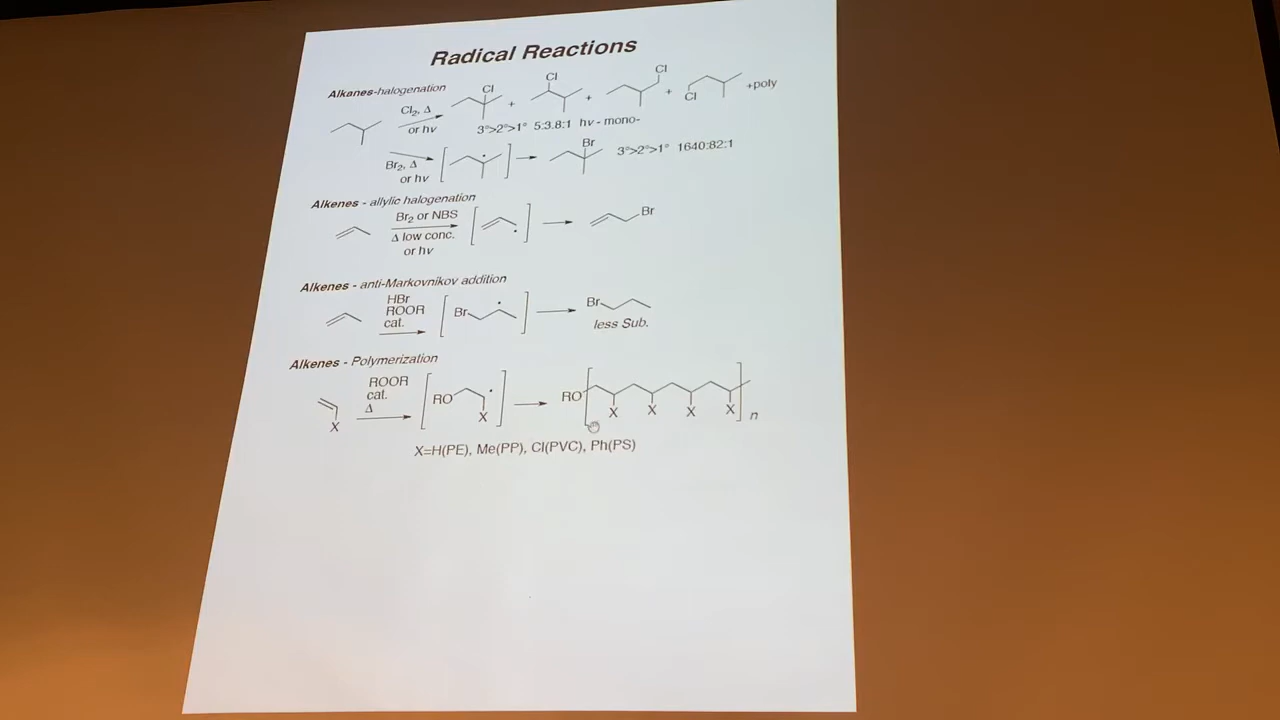 Radical Reactions
Alkanes-halogenation
Cl₂, Δ
or hν
Cl
+
Cl
+
Cl
+
Cl
+poly
3°>2°>1° 5:3.8:1 hν - mono-
Br₂, Δ
or hν
Br
3°>2°>1° 1640:82:1
Alkenes - allylic halogenation
Br₂ or NBS
Δ low conc.
or hν
Br
Alkenes - anti-Markovnikov addition
HBr
ROOR
cat.
Br
Br
less Sub.
Alkenes - Polymerization
X
ROOR
cat.
Δ
RO
X
RO
X X X X
n
X=H(PE), Me(PP), Cl(PVC), Ph(PS)